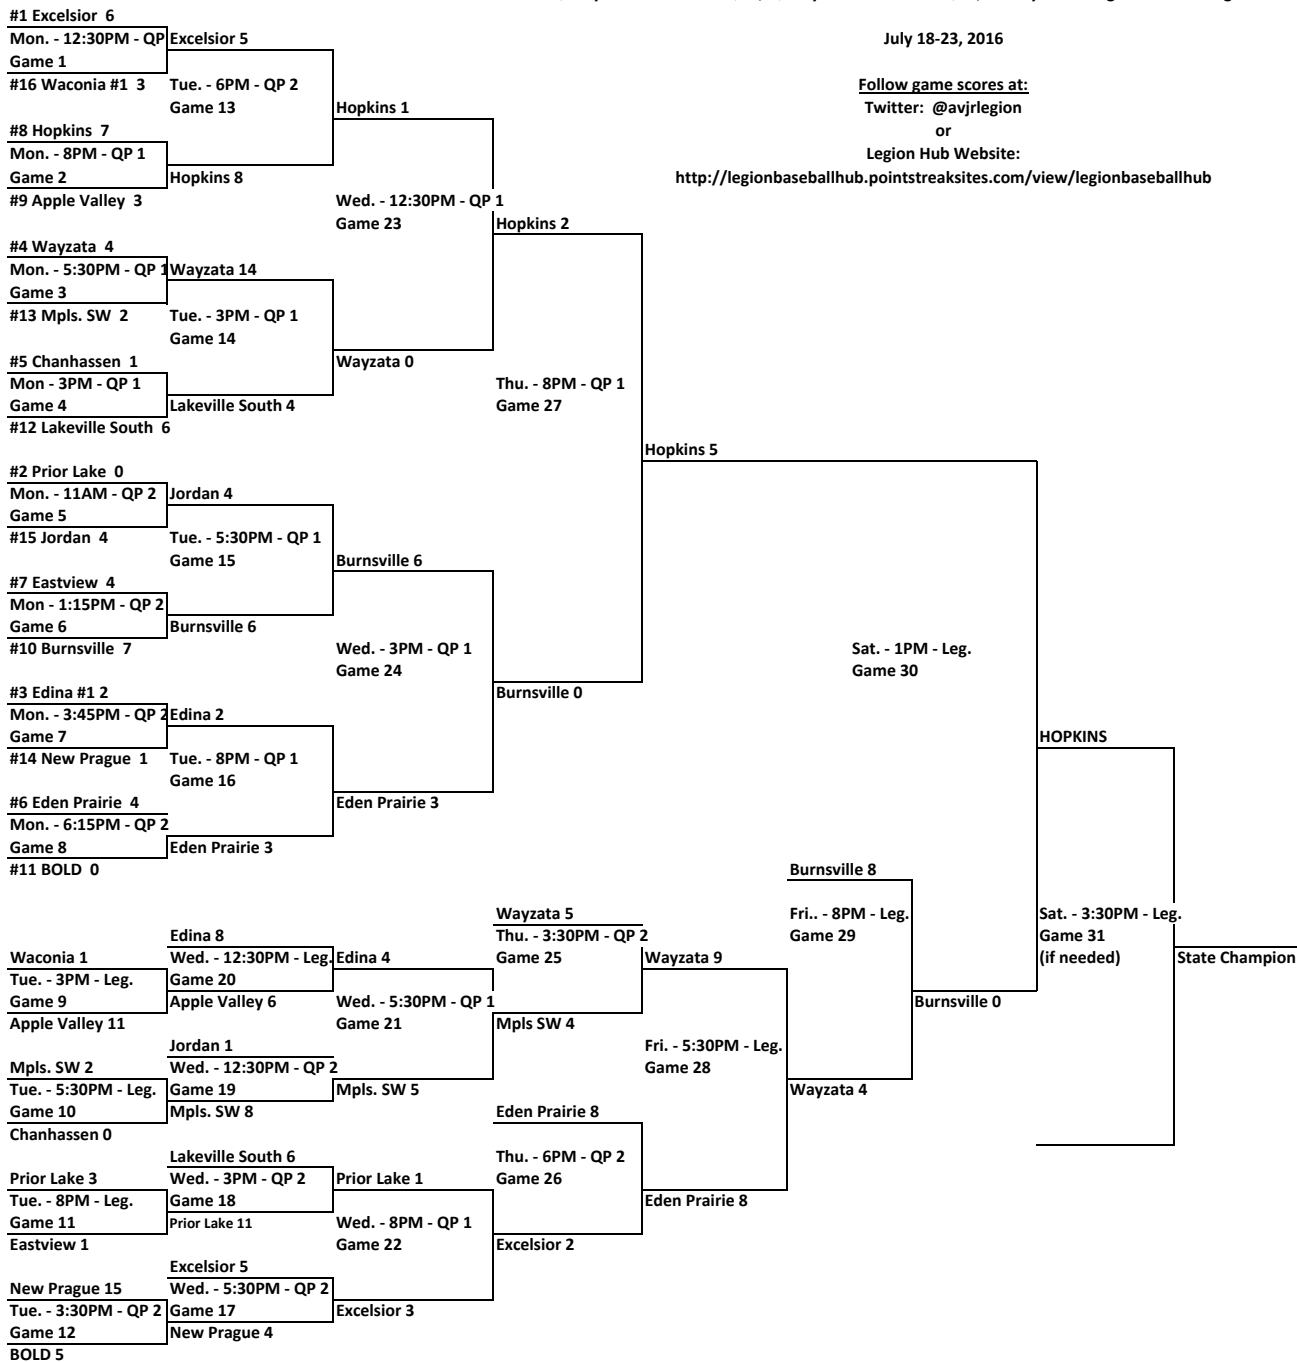 #1 Excelsior 6
Mon. - 12:30PM - QP Excelsior 5
July 18-23, 2016
Game 1
#16 Waconia #1 3
Tue. - 6PM - QP 2
Follow game scores at:
Game 13
Hopkins 1
Twitter: @avjrlegion
#8 Hopkins 7
or
Mon. - 8PM - QP 1
Legion Hub Website:
Game 2
Hopkins 8
http://legionbaseballhub.pointstreaksites.com/view/legionbaseballhub
#9 Apple Valley 3
Wed. - 12:30PM - QP 1
Game 23
Hopkins 2
#4 Wayzata 4
Mon. - 5:30PM - QP 1 Wayzata 14
Game 3
#13 Mpls. SW 2
Tue. - 3PM - QP 1
Game 14
#5 Chanhassen 1
Wayzata 0
Mon - 3PM - QP 1
Thu. - 8PM - QP 1
Game 4
Lakeville South 4
Game 27
#12 Lakeville South 6
Hopkins 5
#2 Prior Lake 0
Mon. - 11AM - QP 2
Jordan 4
Game 5
#15 Jordan 4
Tue. - 5:30PM - QP 1
Game 15
Burnsville 6
#7 Eastview 4
Mon - 1:15PM - QP 2
Game 6
Burnsville 6
#10 Burnsville 7
Wed. - 3PM - QP 1
Sat. - 1PM - Leg.
Game 24
Game 30
#3 Edina #1 2
Burnsville 0
Mon. - 3:45PM - QP 2 Edina 2
Game 7
HOPKINS
#14 New Prague 1
Tue. - 8PM - QP 1
Game 16
#6 Eden Prairie 4
Eden Prairie 3
Mon. - 6:15PM - QP 2
Game 8
Eden Prairie 3
#11 BOLD 0
Burnsville 8
Wayzata 5
Fri.. - 8PM - Leg.
Sat. - 3:30PM - Leg.
Edina 8
Thu. - 3:30PM - QP 2
Game 29
Game 31
Waconia 1
Wed. - 12:30PM - Leg. Edina 4
Game 25
Wayzata 9
(if needed)
State Champion
Tue. - 3PM - Leg.
Game 20
Game 9
Apple Valley 6
Wed. - 5:30PM - QP 1
Burnsville 0
Apple Valley 11
Game 21
Mpls SW 4
Jordan 1
Fri. - 5:30PM - Leg.
Mpls. SW 2
Wed. - 12:30PM - QP 2
Game 28
Tue. - 5:30PM - Leg.
Game 19
Mpls. SW 5
Wayzata 4
Game 10
Mpls. SW 8
Eden Prairie 8
Chanhassen 0
Lakeville South 6
Thu. - 6PM - QP 2
Prior Lake 3
Wed. - 3PM - QP 2
Prior Lake 1
Game 26
Tue. - 8PM - Leg.
Game 18
Eden Prairie 8
Game 11
Prior Lake 11
Wed. - 8PM - QP 1
Eastview 1
Game 22
Excelsior 2
Excelsior 5
New Prague 15
Wed. - 5:30PM - QP 2
Tue. - 3:30PM - QP 2
Game 17
Excelsior 3
Game 12
New Prague 4
BOLD 5